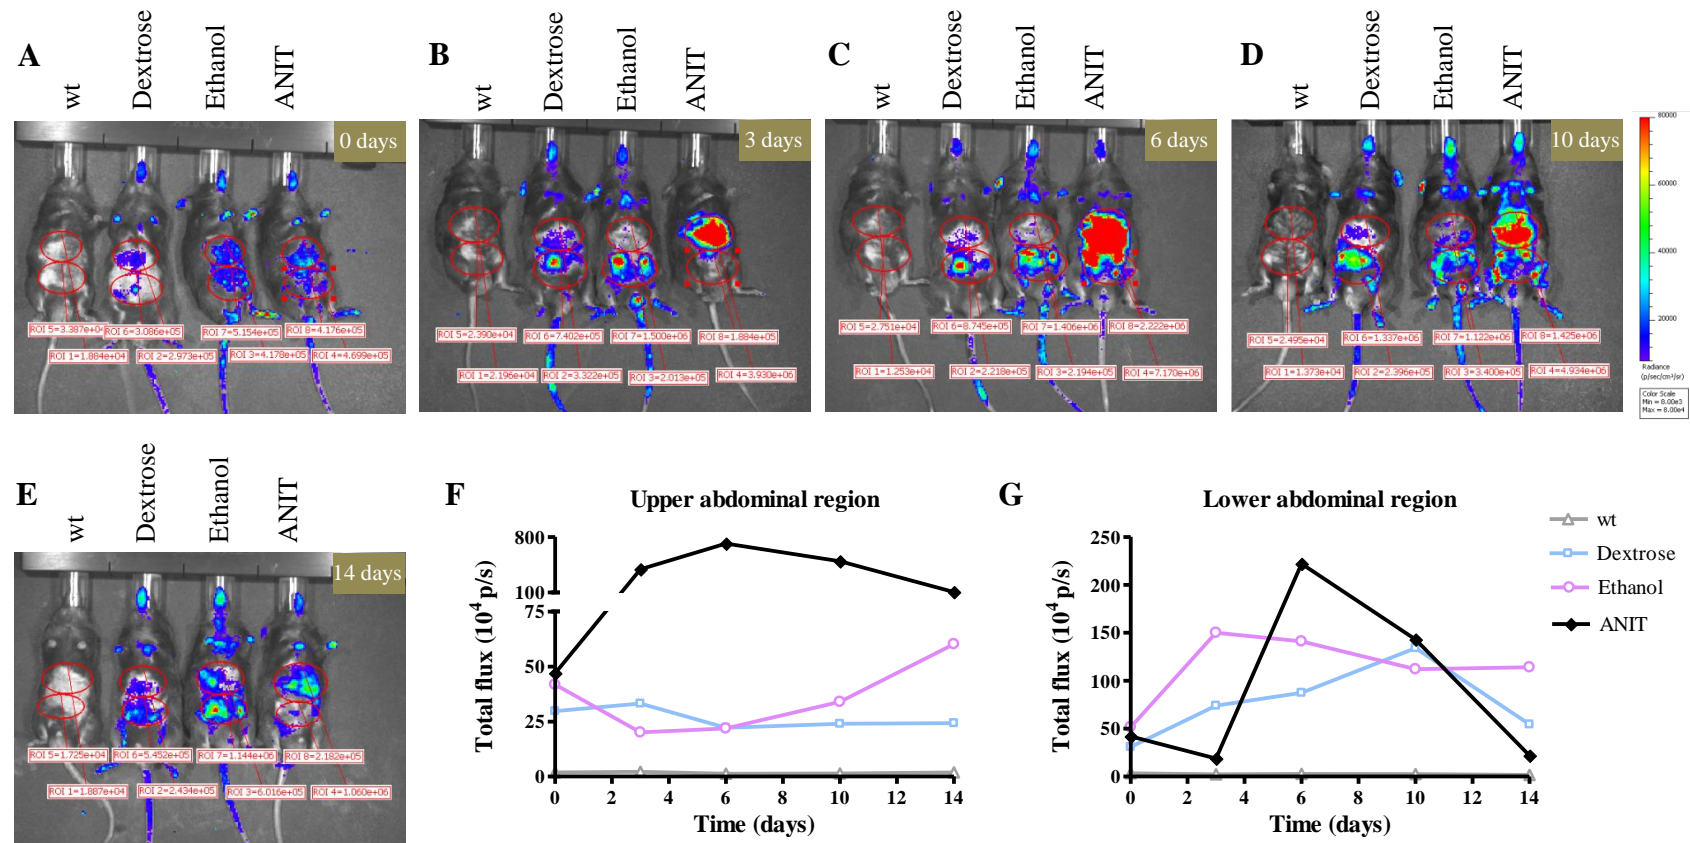 A
wt
Dextrose
Ethanol
ANIT
0 days
ROI 5=3.387e+04
ROI 6=3.086e+05
ROI 7=5.154e+05
ROI 8=4.176e+05
ROI 1=1.884e+04
ROI 2=2.973e+05
ROI 3=4.178e+05
ROI 4=4.699e+05
B
wt
Dextrose
Ethanol
ANIT
3 days
ROI 5=2.390e+04
ROI 6=7.402e+05
ROI 7=1.500e+06
ROI 8=1.884e+05
ROI 1=2.196e+04
ROI 2=3.322e+05
ROI 3=2.013e+05
ROI 4=3.930e+06
C
wt
Dextrose
Ethanol
ANIT
6 days
ROI 5=2.751e+04
ROI 6=8.745e+05
ROI 7=1.406e+06
ROI 8=2.222e+06
ROI 1=1.253e+04
ROI 2=2.218e+05
ROI 3=2.194e+05
ROI 4=7.170e+06
D
wt
Dextrose
Ethanol
ANIT
10 days
ROI 5=2.495e+04
ROI 6=1.337e+06
ROI 7=1.122e+06
ROI 8=1.425e+06
ROI 1=1.373e+04
ROI 2=2.396e+05
ROI 3=3.400e+05
ROI 4=4.934e+06
80000
60000
40000
20000
Radiance
(p/sec/cm²/sr)
Color Scale
Min = 8.00e3
Max = 8.00e4
E
wt
Dextrose
Ethanol
ANIT
14 days
ROI 5=1.725e+04
ROI 6=5.452e+05
ROI 7=1.144e+06
ROI 8=2.182e+05
ROI 1=1.887e+04
ROI 2=2.434e+05
ROI 3=6.016e+05
ROI 4=1.060e+06
F
Upper abdominal region
Total flux (10⁴ p/s)
800
100
75
50
25
0
0 2 4 6 8 10 12 14
Time (days)
G
Lower abdominal region
Total flux (10⁴ p/s)
250
200
150
100
50
0
0 2 4 6 8 10 12 14
Time (days)
wt
Dextrose
Ethanol
ANIT